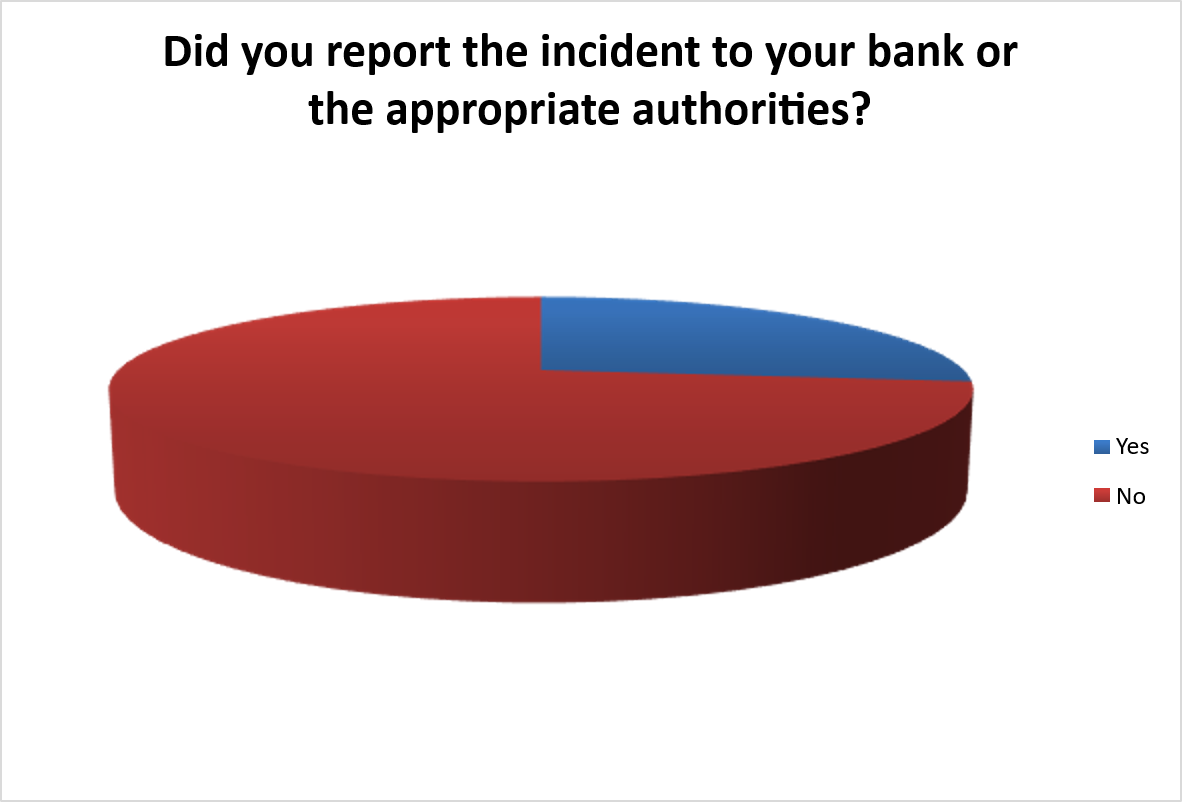 Did you report the incident to your bank or
the appropriate authorities?
Yes
No